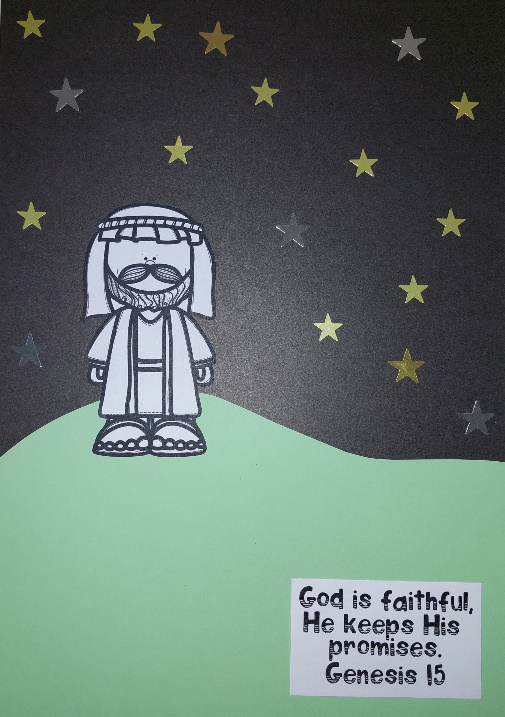 God is faithful,
He keeps His
promises.
Genesis 15